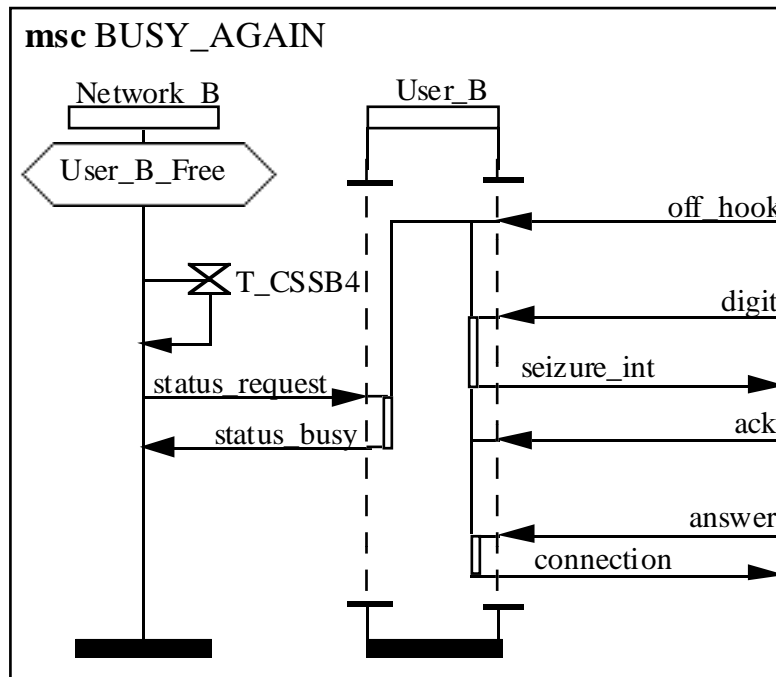 msc BUSY_AGAIN
Network_B
User_B
User_B_Free
off_hook
T_CSSB4
digit
seizure_int
status_request
status_busy
ack
answer
connection